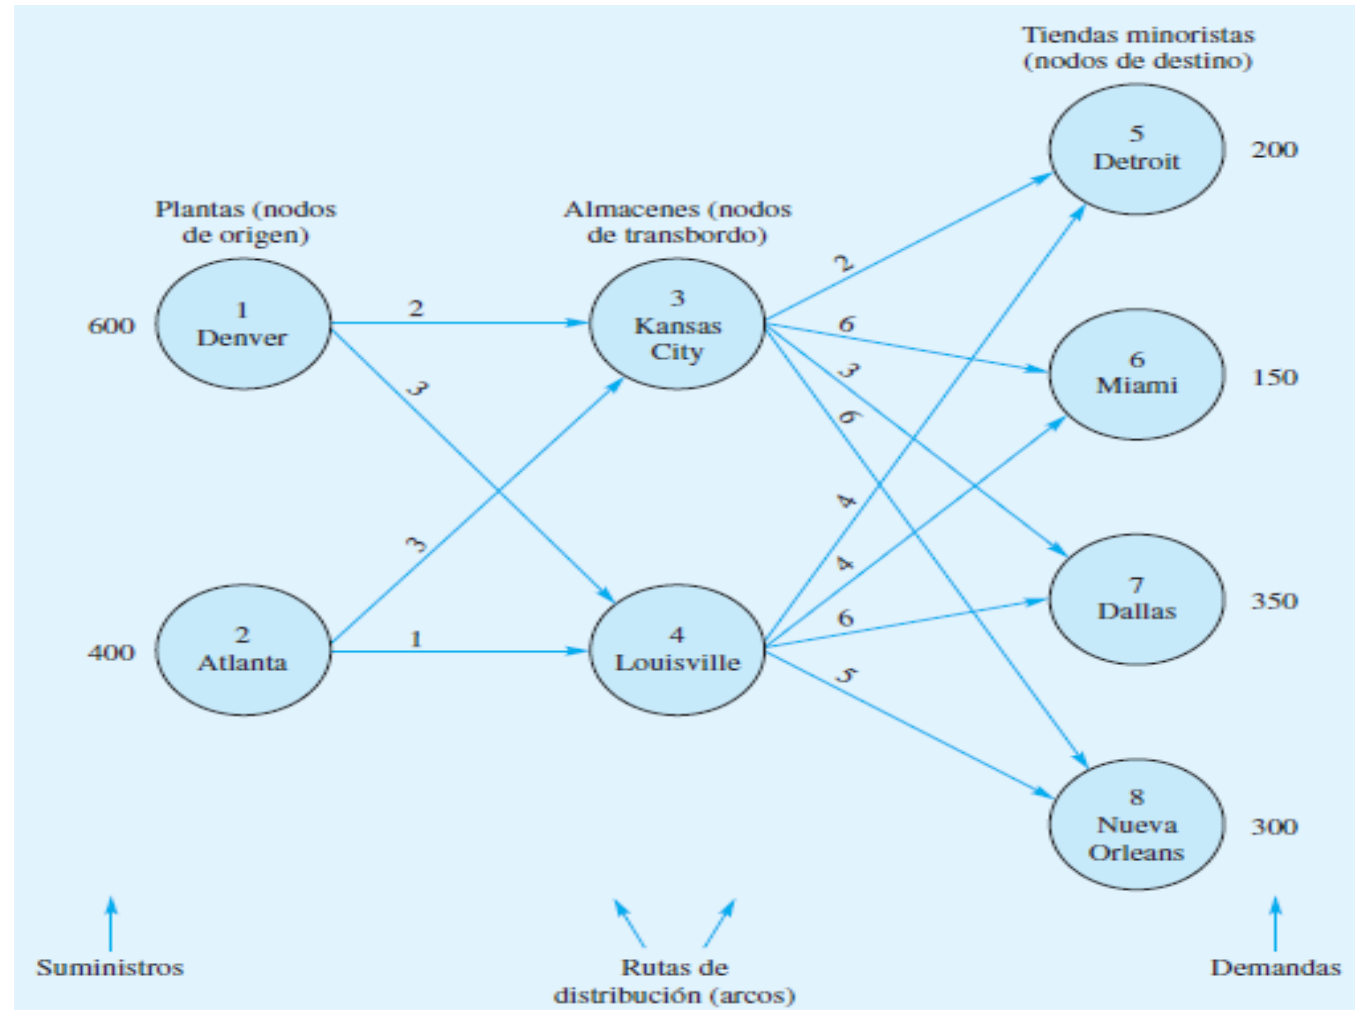 Tiendas minoristas
(nodos de destino)
5
Detroit
200
Plantas (nodos
de origen)
Almacenes (nodos
de transbordo)
600
1
Denver
2
3
Kansas
City
2
6
3
6
6
Miami
150
3
3
4
4
7
Dallas
350
400
2
Atlanta
1
4
Louisville
6
5
8
Nueva
Orleans
300
Suministros
Rutas de
distribución (arcos)
Demandas